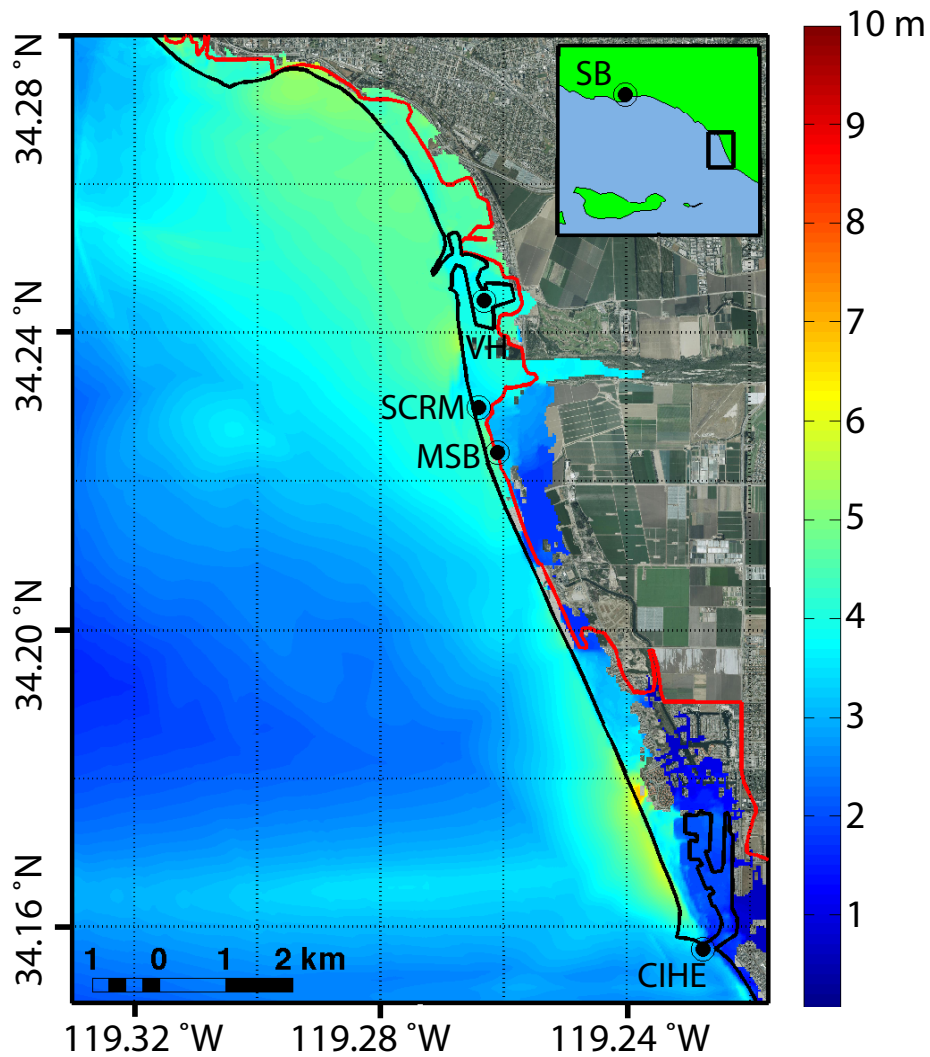 10 m
9
8
7
6
5
4
3
2
1
34.28 °N
34.24 °N
34.20 °N
34.16 °N
SB
VH
SCRM
MSB
CIHE
1 0 1 2 km
119.32 °W 119.28 °W 119.24 °W